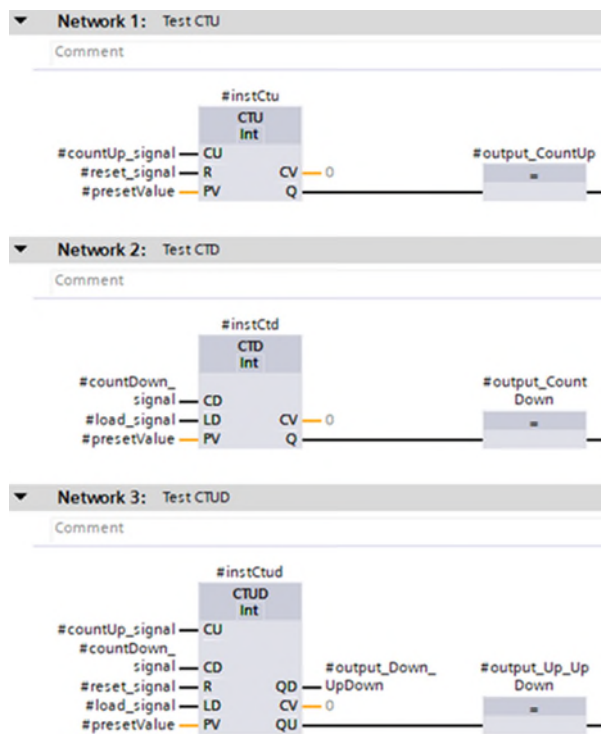 Network 1: Test CTU
Comment
#instCtu
CTU
Int
#countUp_signal CU #output_CountUp
#reset_signal R CV 0 =
#presetValue PV Q
Network 2: Test CTD
Comment
#instCtd
CTD
Int
#countDown_ #output_Count
signal CD Down
#load_signal LD CV 0 =
#presetValue PV Q
Network 3: Test CTUD
Comment
#instCtud
CTUD
Int
#countUp_signal CU
#countDown_
signal CD #output_Down_ #output_Up_Up
#reset_signal R QD UpDown Down
#load_signal LD CV 0 =
#presetValue PV QU